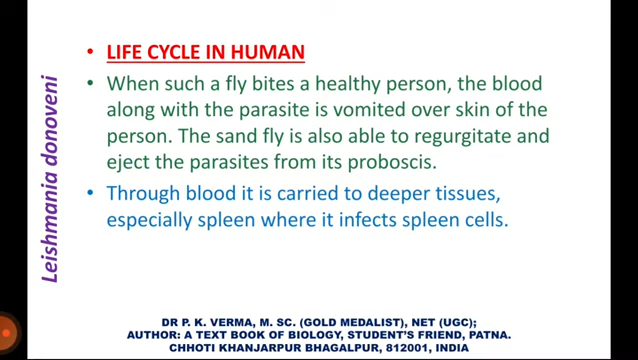 • LIFE CYCLE IN HUMAN
• When such a fly bites a healthy person, the blood
along with the parasite is vomited over skin of the
person. The sand fly is also able to regurgitate and
eject the parasites from its proboscis.
• Through blood it is carried to deeper tissues,
especially spleen where it infects spleen cells.
Leishmania donoveni
DR P. K. VERMA, M. SC. (GOLD MEDALIST), NET (UGC);
AUTHOR: A TEXT BOOK OF BIOLOGY, STUDENT'S FRIEND, PATNA.
CHHOTI KHANJARPUR BHAGALPUR, 812001, INDIA